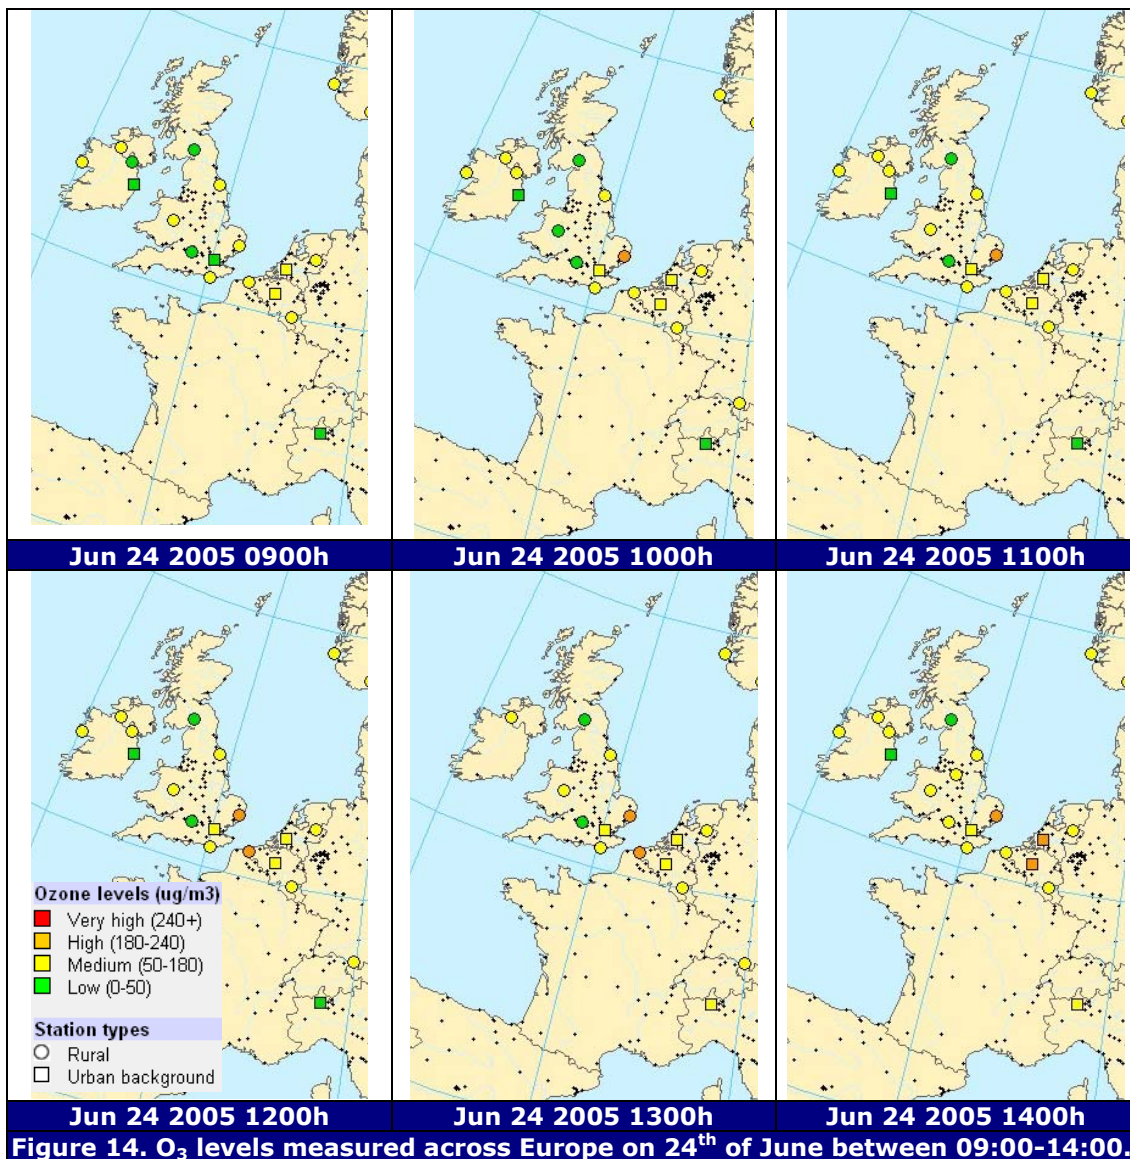 Jun 24 2005 0900h
Jun 24 2005 1000h
Jun 24 2005 1100h
Ozone levels (ug/m3)
Very high (240+)
High (180-240)
Medium (50-180)
Low (0-50)
Station types
Rural
Urban background
Jun 24 2005 1200h
Jun 24 2005 1300h
Jun 24 2005 1400h
Figure 14. O₃ levels measured across Europe on 24ᵗʰ of June between 09:00-14:00.